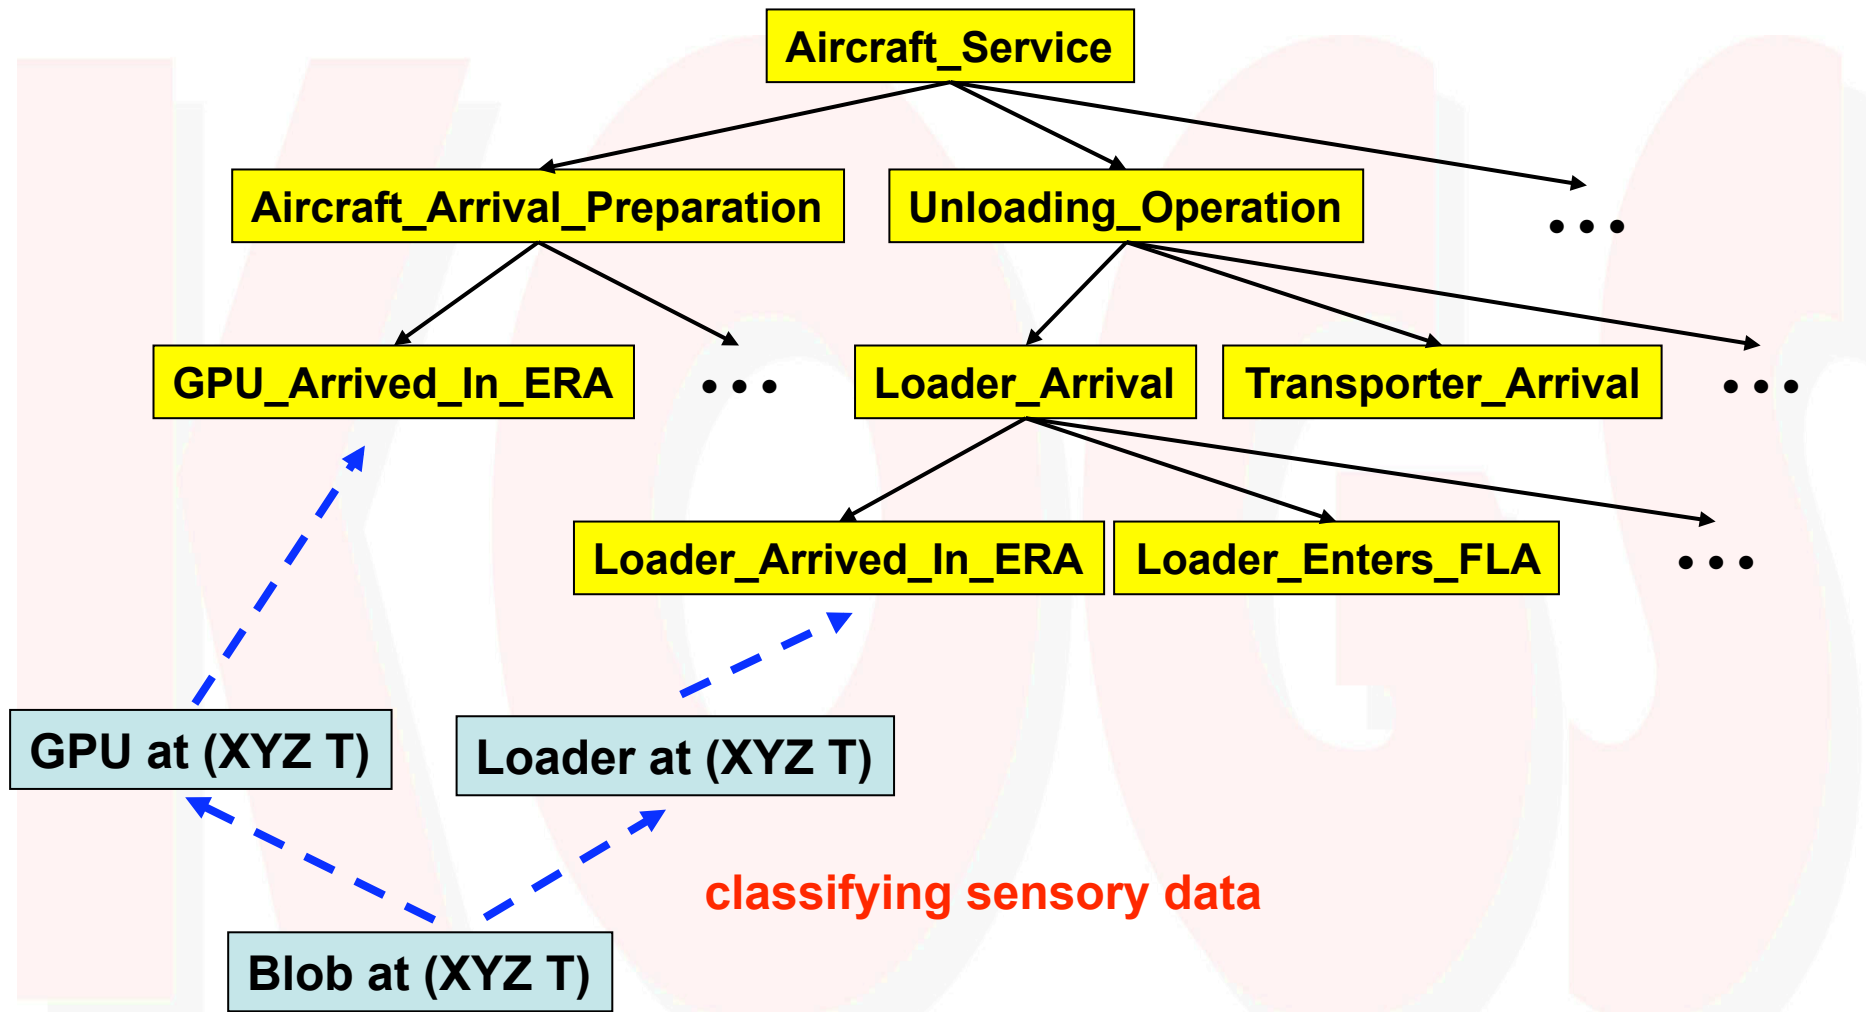 Aircraft_Service
Aircraft_Arrival_Preparation
Unloading_Operation
...
GPU_Arrived_In_ERA
...
Loader_Arrival
Transporter_Arrival
...
Loader_Arrived_In_ERA
Loader_Enters_FLA
...
GPU at (XYZ T)
Loader at (XYZ T)
classifying sensory data
Blob at (XYZ T)
KOGS